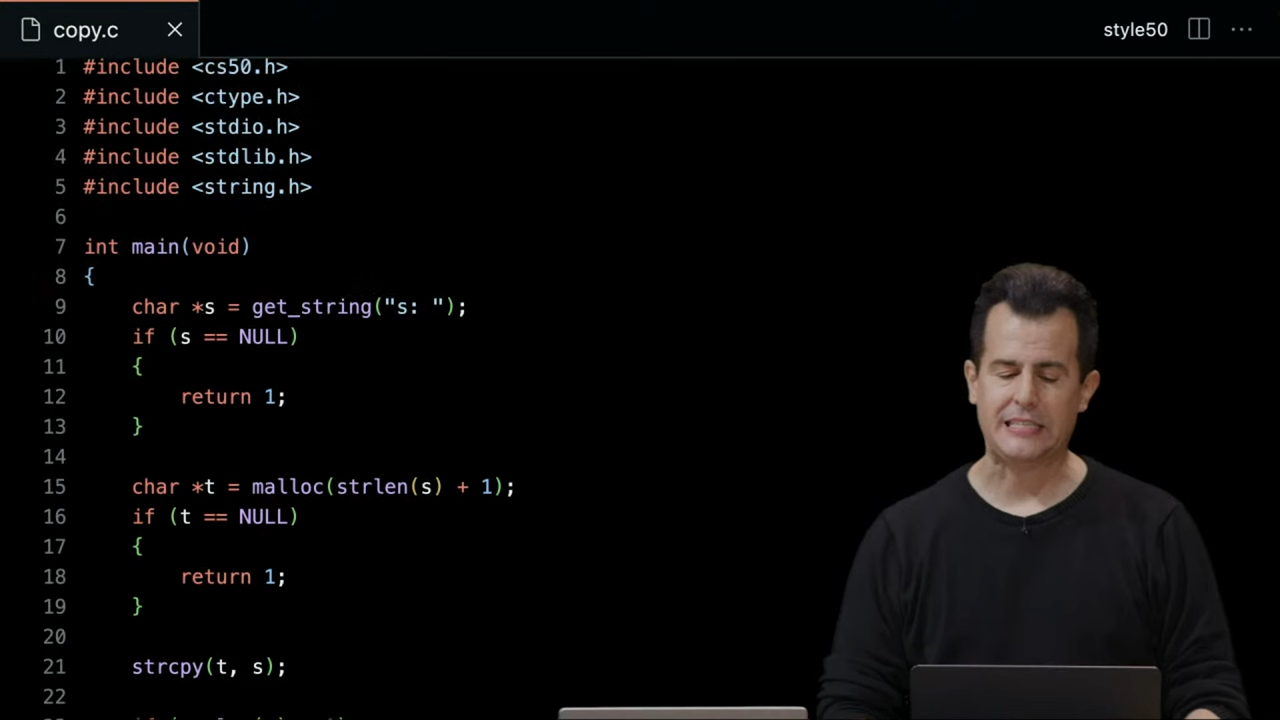 copy.c
style50
1 #include <cs50.h>
2 #include <ctype.h>
3 #include <stdio.h>
4 #include <stdlib.h>
5 #include <string.h>
6
7 int main(void)
8 {
9     char *s = get_string("s: ");
10     if (s == NULL)
11     {
12         return 1;
13     }
14
15     char *t = malloc(strlen(s) + 1);
16     if (t == NULL)
17     {
18         return 1;
19     }
20
21     strcpy(t, s);
22